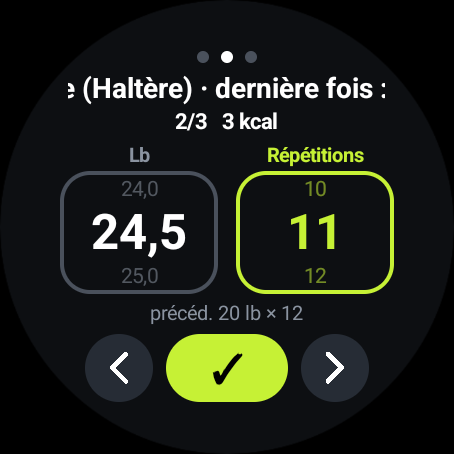 e (Haltère) · dernière fois :
2/3 3 kcal
Lb
Répétitions
24,0
24,5
25,0
10
11
12
précéd. 20 lb × 12